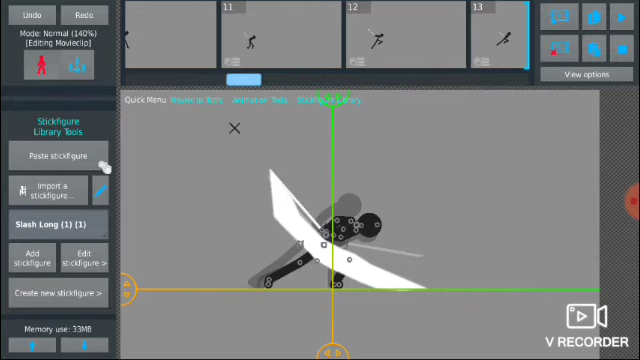 Undo Redo
Mode: Normal (140%)
[Editing Movieclip]
11 12 13
View options
Quick Menu Movieclip Tools Animation Tools Stickfigure Library
Stickfigure
Library Tools
Paste stickfigure
Import a
stickfigure...
Slash Long (1) (1)
Add
stickfigure
Edit
stickfigure >
Create new stickfigure >
Memory use: 33MB
V RECORDER